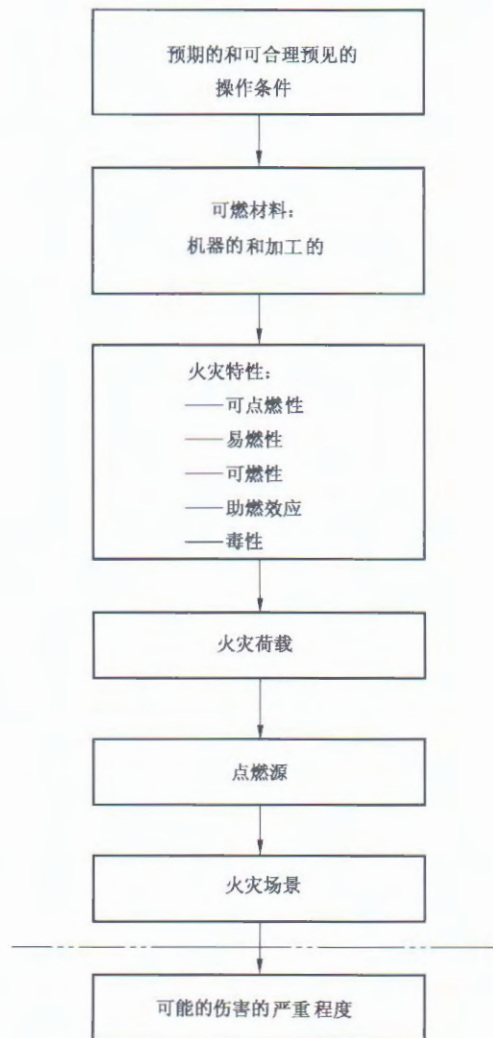 预期的和可合理预见的
操作条件
可燃材料：
机器的和加工的
火灾特性：
——可点燃性
——易燃性
——可燃性
——助燃效应
——毒性
火灾荷载
点燃源
火灾场景
可能的伤害的严重程度